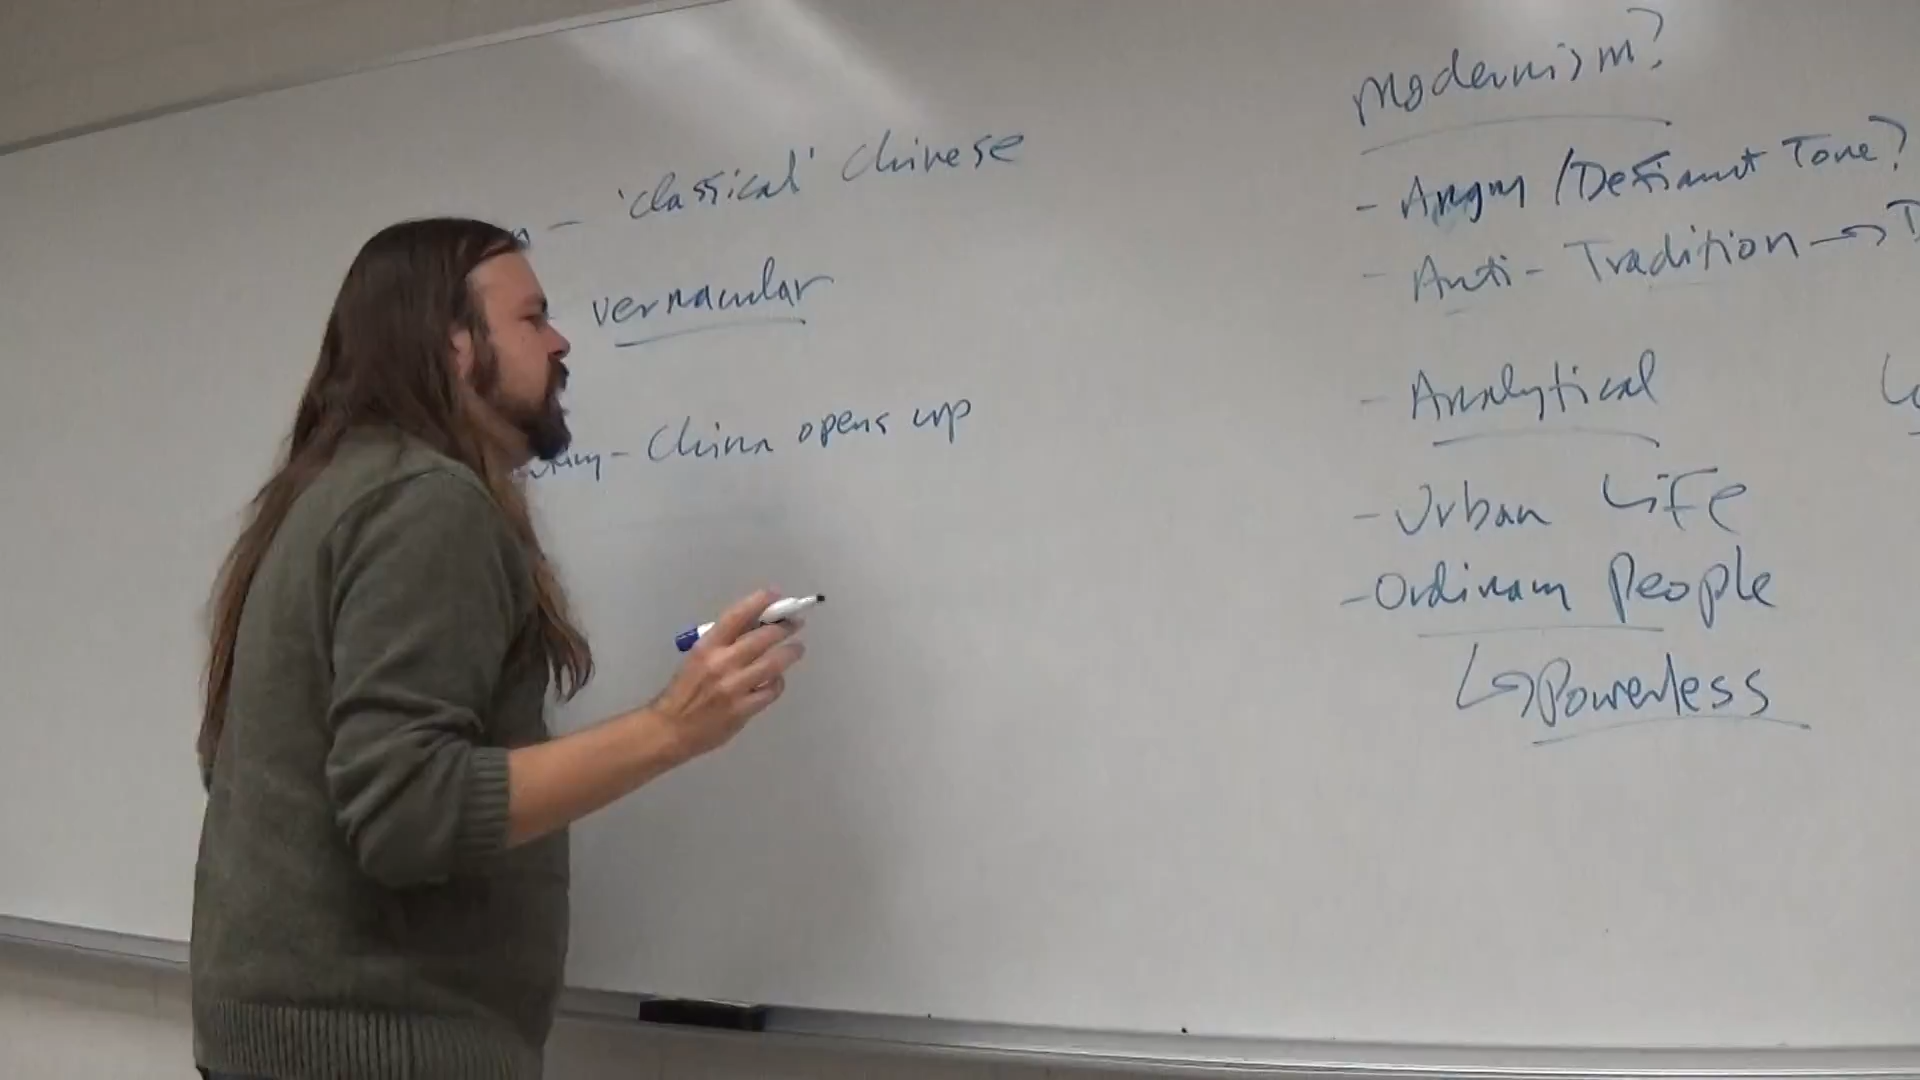 - 'classical' Chinese
vernacular
- China opens up
Modernism?
- Angry / Defiant Tone?
- Anti - Tradition →
- Analytical
- Urban Life
- Ordinary People
↳ Powerless